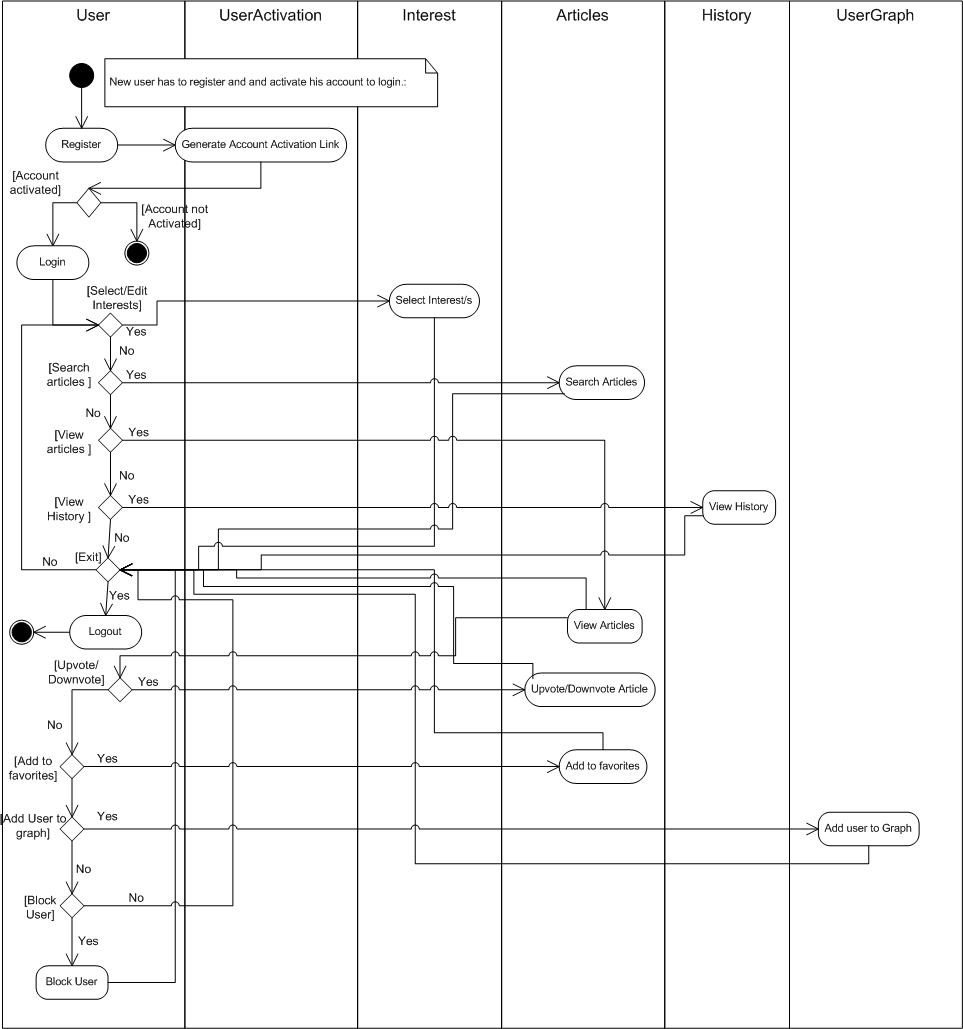 User
UserActivation
Interest
Articles
History
UserGraph
New user has to register and and activate his account to login.:
Register
Generate Account Activation Link
[Account
activated]
[Account not
Activated]
Login
[Select/Edit
Interests]
Yes
Select Interest/s
No
[Search
articles ]
Yes
Search Articles
No
[View
articles ]
Yes
No
[View
History ]
Yes
View History
No
[Exit]
No
Yes
Logout
View Articles
[Upvote/
Downvote]
Yes
Upvote/Downvote Article
No
[Add to
favorites]
Yes
Add to favorites
[Add User to
graph]
Yes
Add user to Graph
No
[Block
User]
No
Yes
Block User